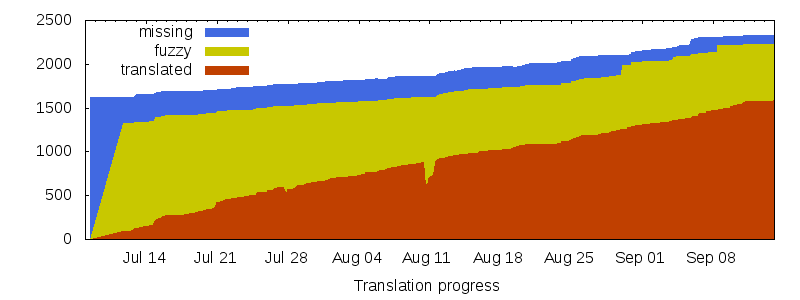 2500
2000
1500
1000
500
0
missing
fuzzy
translated
Jul 14 Jul 21 Jul 28 Aug 04 Aug 11 Aug 18 Aug 25 Sep 01 Sep 08
Translation progress